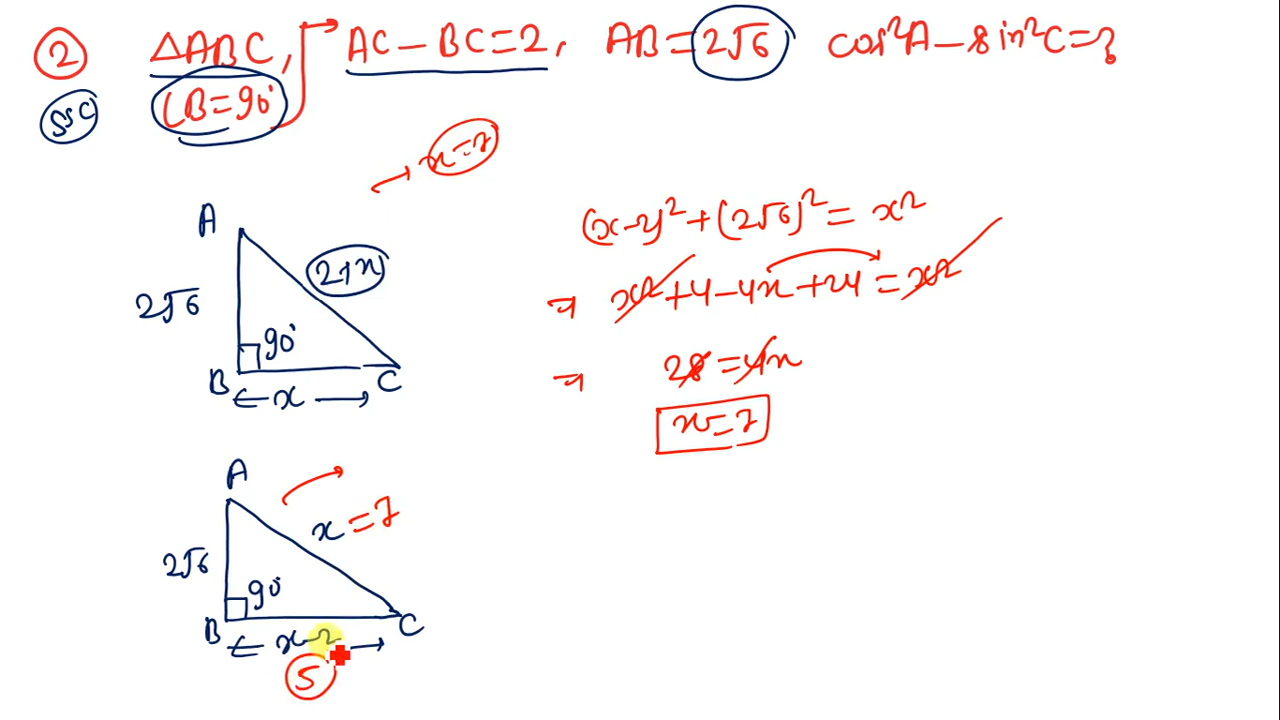 ② △ABC, AC - BC = 2, AB = 2√6 cos²A - sin²C = ?
SSC ∠B = 90°
x = 7
A
2 + x
2√6
90°
B
x
C
(x-2)² + (2√6)² = x²
⇒ x² + 4 - 4x + 24 = x²
⇒ 28 = 4x
x = 7
A
x = 7
2√6
90°
B
x-2
C
5